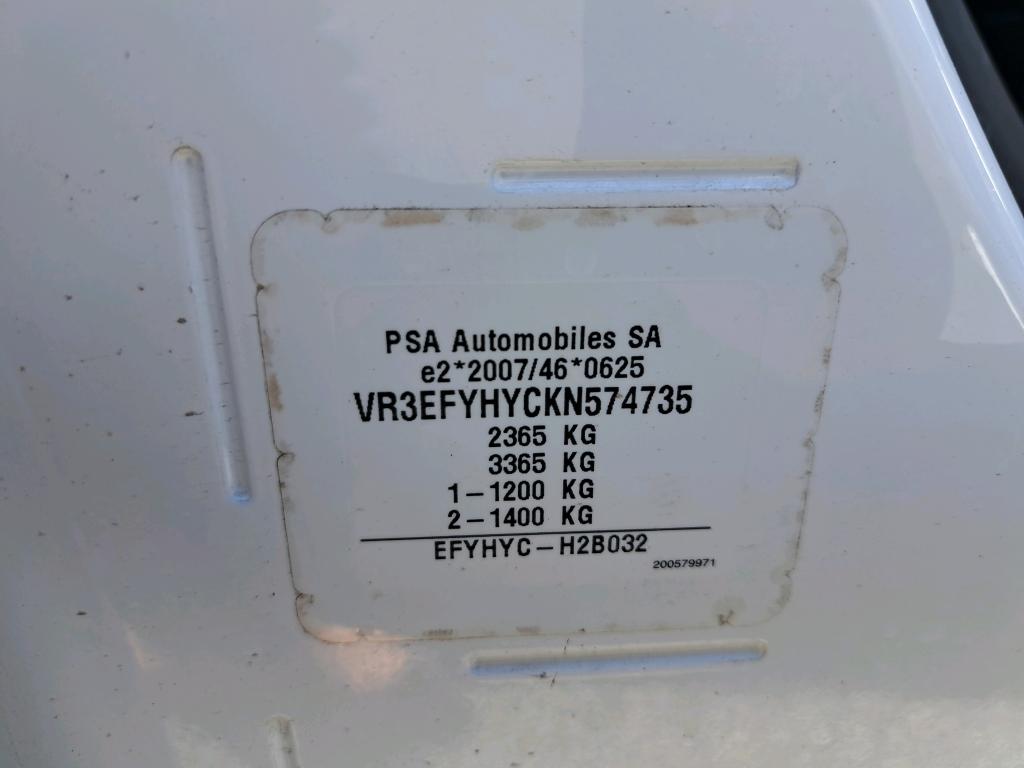 PSA Automobiles SA
e2*2007/46*0625
VR3EFYHYCKN574735
2365 KG
3365 KG
1-1200 KG
2-1400 KG
EFYHYC-H2B032
200579971